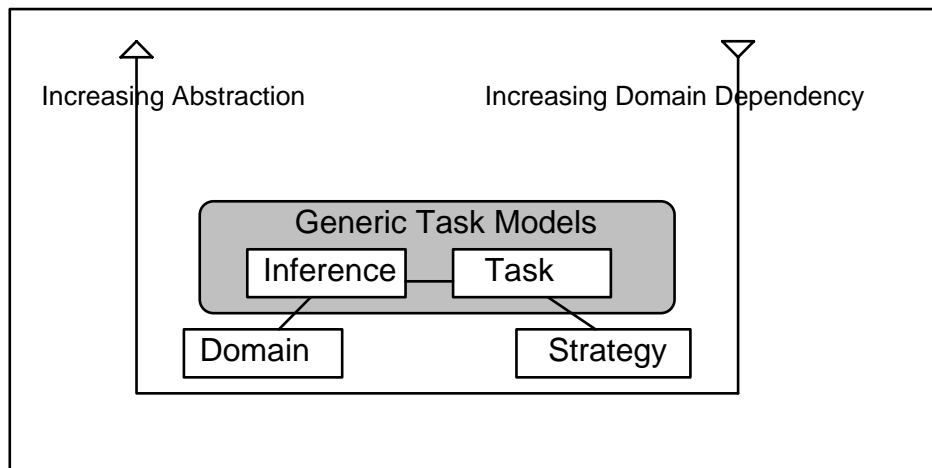 Increasing Abstraction
Increasing Domain Dependency
Generic Task Models
Inference
Task
Domain
Strategy